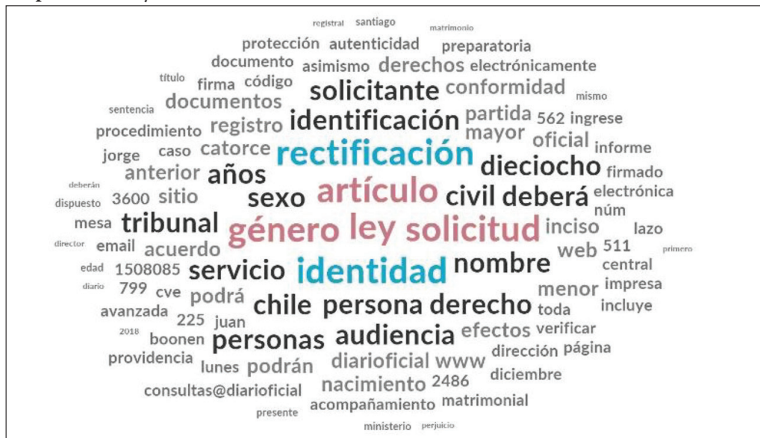 registral santiago matrimonio
protección autenticidad preparatoria
documento asimismo derechos electrónicamente
título firma código solicitante conformidad mismo
sentencia documentos identificación partida 562 ingrese
procedimiento registro mayor oficial informe
jorge caso catorce rectificación dieciocho firmado
anterior años sexo artículo civil deberá electrónica
deberán
dispuesto 3600 sitio núm
mesa tribunal género ley solicitud inciso lazo
director email acuerdo web 511 primero
edad 1508085 servicio identidad nombre central
diario 799 cve podrá chile persona derecho menor impresa
avanzada 225 juan toda incluye
2018 boonen personas audiencia efectos verificar
providencia lunes podrán diarioficial www dirección página
consultas@diarioficial nacimiento 2486 diciembre
presente acompañamiento matrimonial
ministerio perjuicio